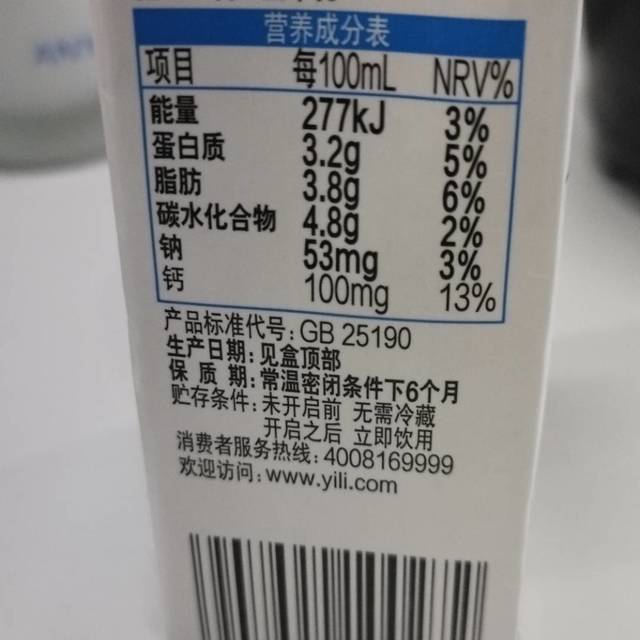 营养成分表
项目 每100mL NRV%
能量 277kJ 3%
蛋白质 3.2g 5%
脂肪 3.8g 6%
碳水化合物 4.8g 2%
钠 53mg 3%
钙 100mg 13%
产品标准代号:GB 25190
生产日期:见盒顶部
保 质 期:常温密闭条件下6个月
贮存条件:未开启前 无需冷藏
开启之后 立即饮用
消费者服务热线:4008169999
欢迎访问:www.yili.com